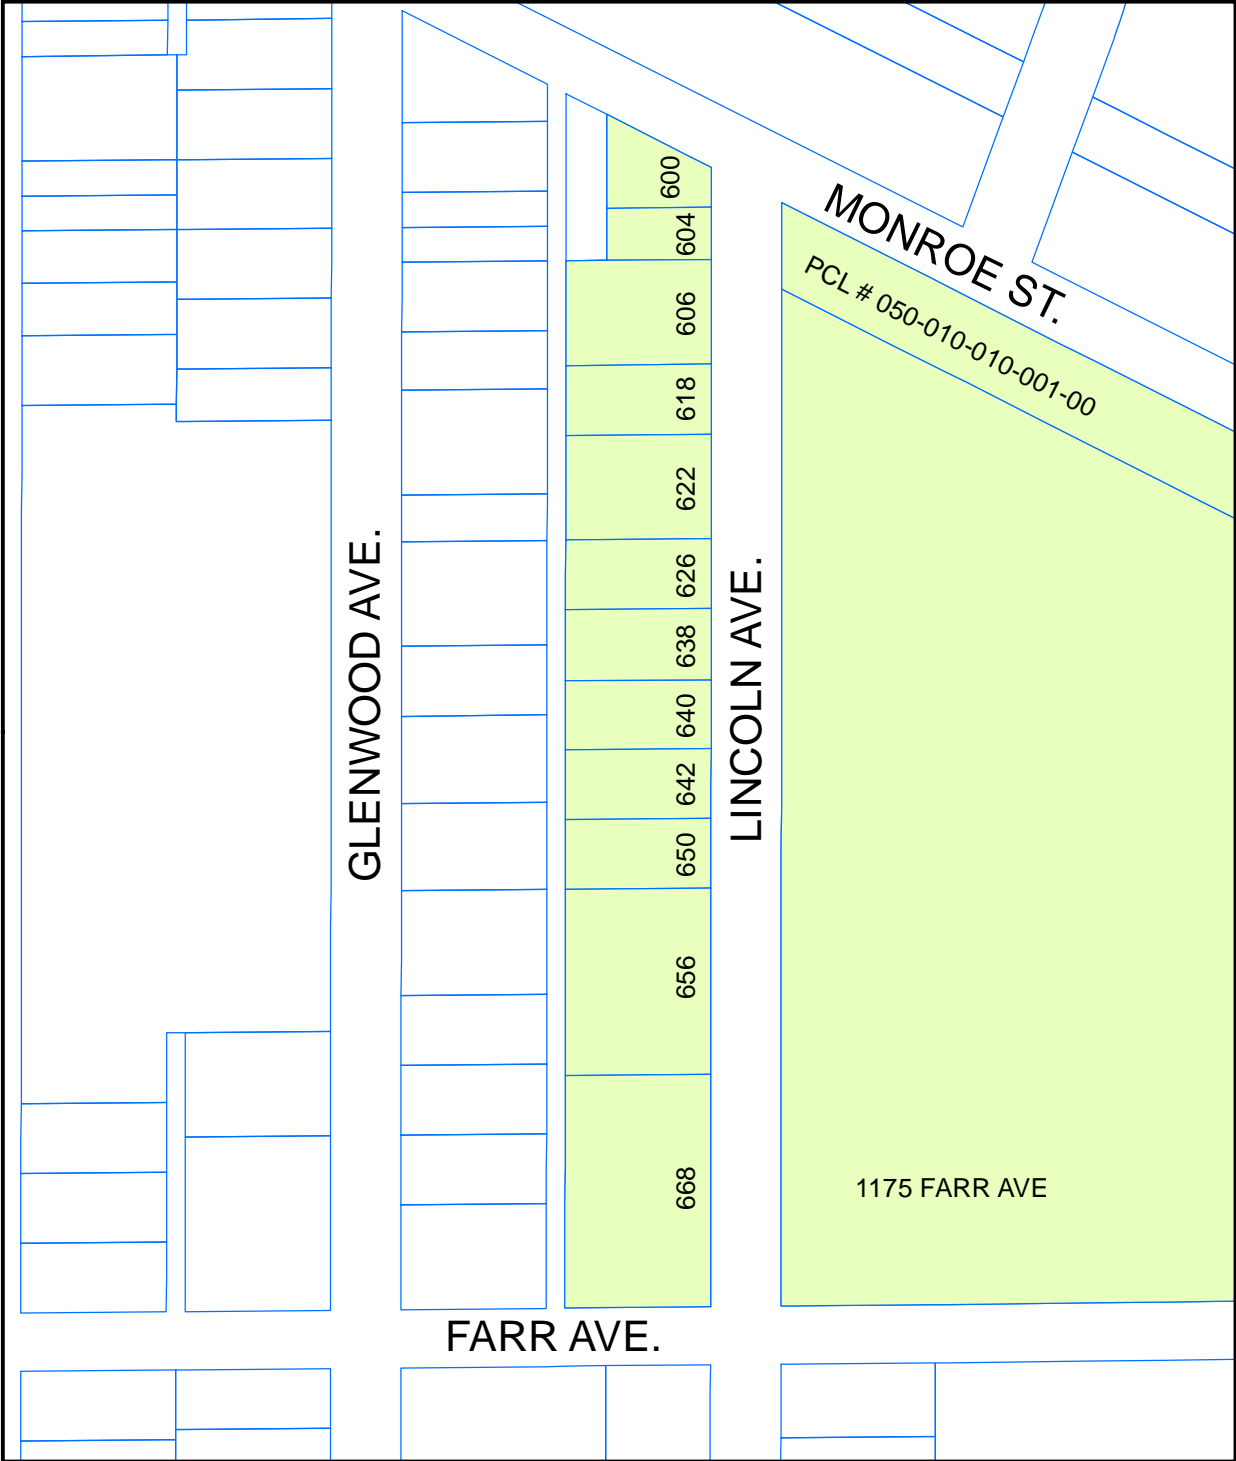 600
604
606
618
622
626
638
640
642
650
656
668
GLENWOOD AVE.
LINCOLN AVE.
MONROE ST.
PCL # 050-010-010-001-00
1175 FARR AVE
FARR AVE.